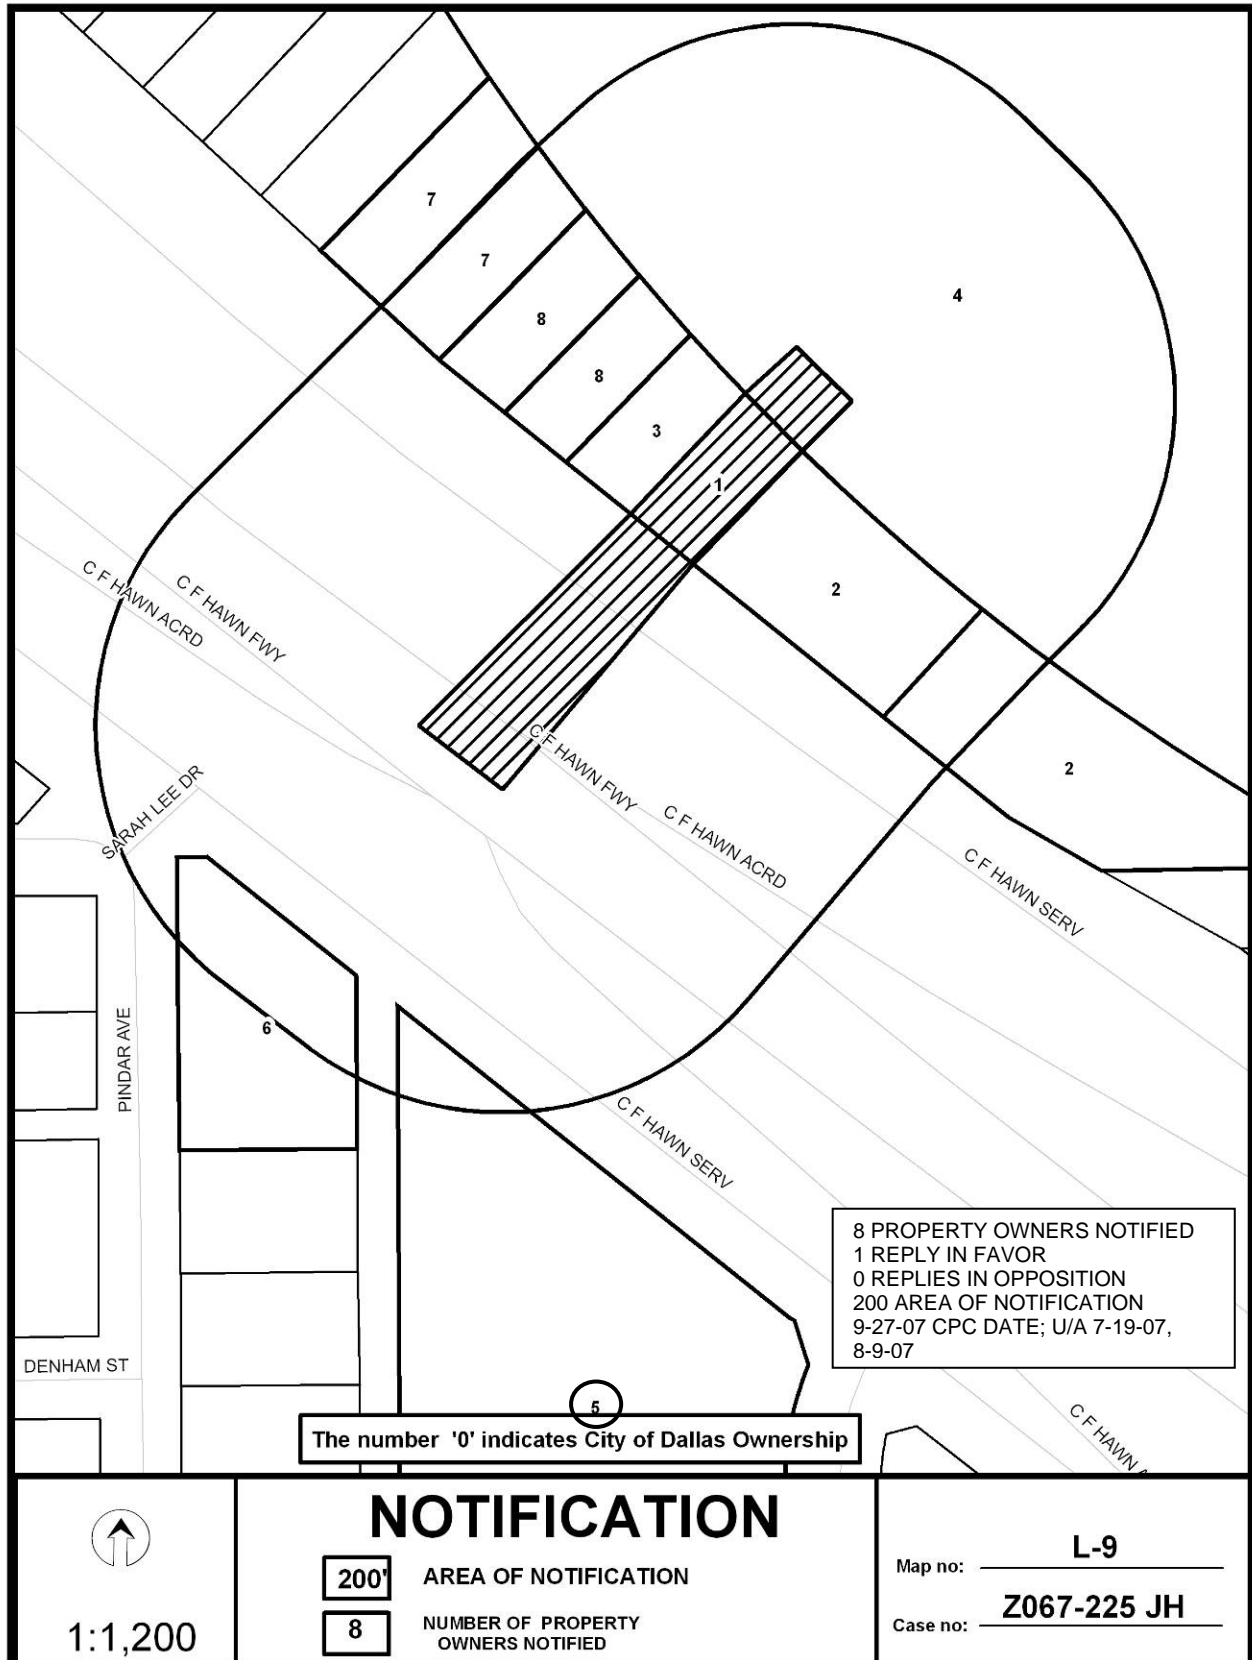 7
7
8
8
3
1
4
2
2
C F HAWN ACRD
C F HAWN FWY
C F HAWN FWY
C F HAWN ACRD
C F HAWN SERV
SARAH LEE DR
6
PINDAR AVE
C F HAWN SERV
8 PROPERTY OWNERS NOTIFIED
1 REPLY IN FAVOR
0 REPLIES IN OPPOSITION
200 AREA OF NOTIFICATION
9-27-07 CPC DATE; U/A 7-19-07,
8-9-07
DENHAM ST
5
C F HAWN A
The number '0' indicates City of Dallas Ownership
1:1,200
NOTIFICATION
200' AREA OF NOTIFICATION
8 NUMBER OF PROPERTY
OWNERS NOTIFIED
Map no: L-9
Case no: Z067-225 JH